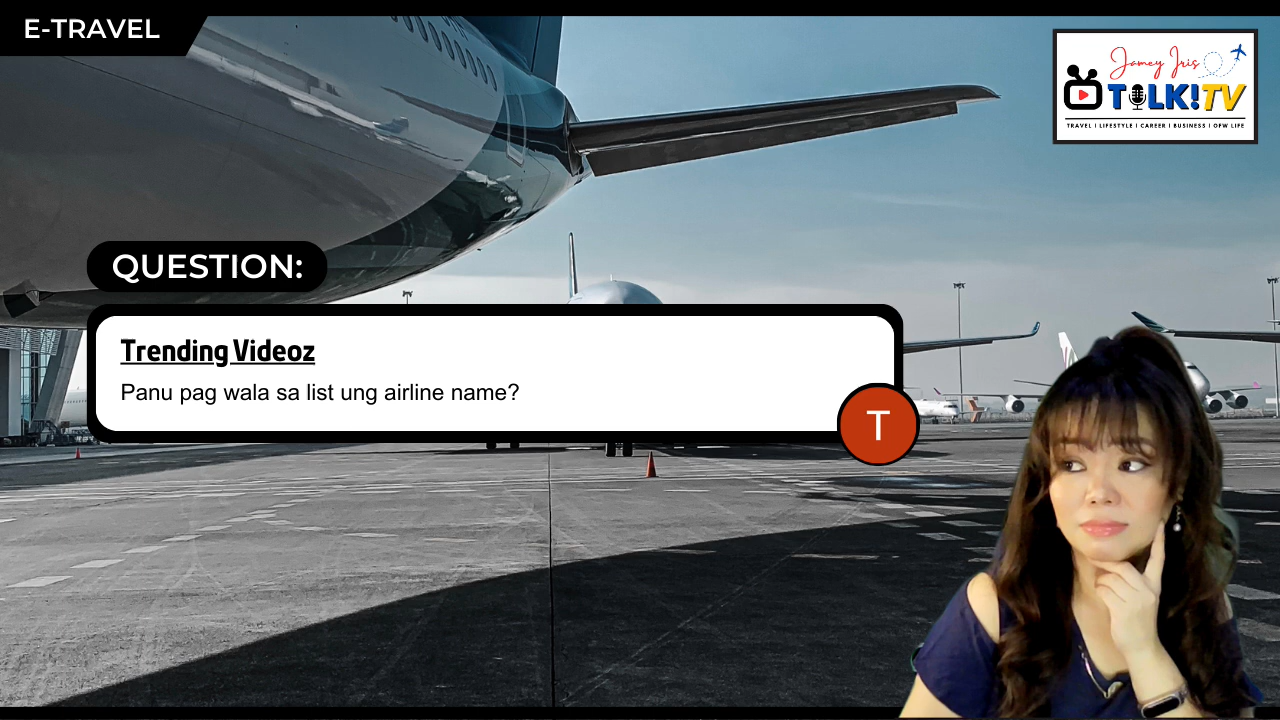 E-TRAVEL
Jamey Iris
TALK!TV
TRAVEL | LIFESTYLE | CAREER | BUSINESS | OFW LIFE
QUESTION:
Trending Videoz
Panu pag wala sa list ung airline name?
T